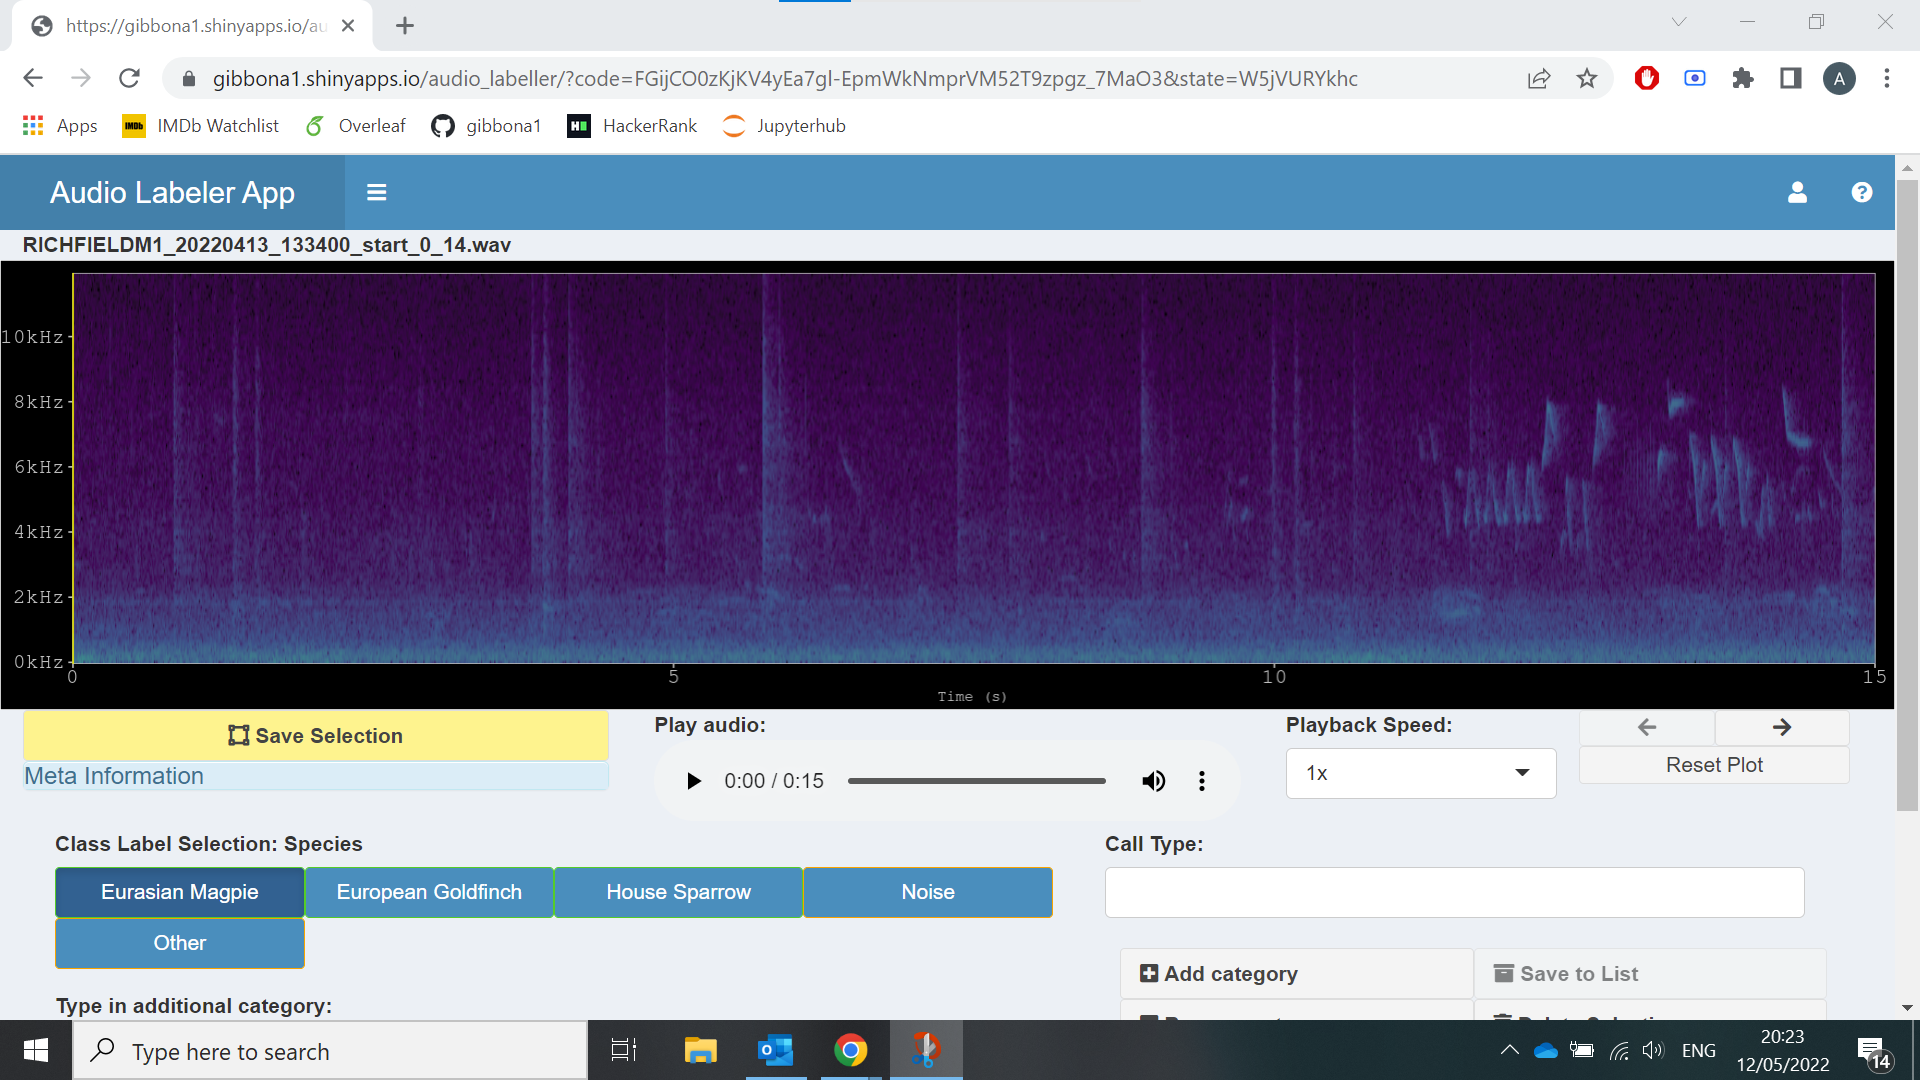 https://gibbona1.shinyapps.io/au
gibbona1.shinyapps.io/audio_labeller/?code=FGijCO0zKjKV4yEa7gl-EpmWkNmprVM52T9zpgz_7MaO3&state=W5jVURYkhc
A
Apps IMDb IMDb Watchlist Overleaf gibbona1 H HackerRank Jupyterhub
Audio Labeler App
RICHFIELDM1_20220413_133400_start_0_14.wav
10kHz
8kHz
6kHz
4kHz
2kHz
0kHz
0 5 10 15
Time (s)
Save Selection
Meta Information
Play audio:
0:00 / 0:15
Playback Speed:
1x
Reset Plot
Class Label Selection: Species
Eurasian Magpie European Goldfinch House Sparrow Noise
Other
Call Type:
Add category Save to List
Type in additional category:
Type here to search
ENG
20:23
12/05/2022
14